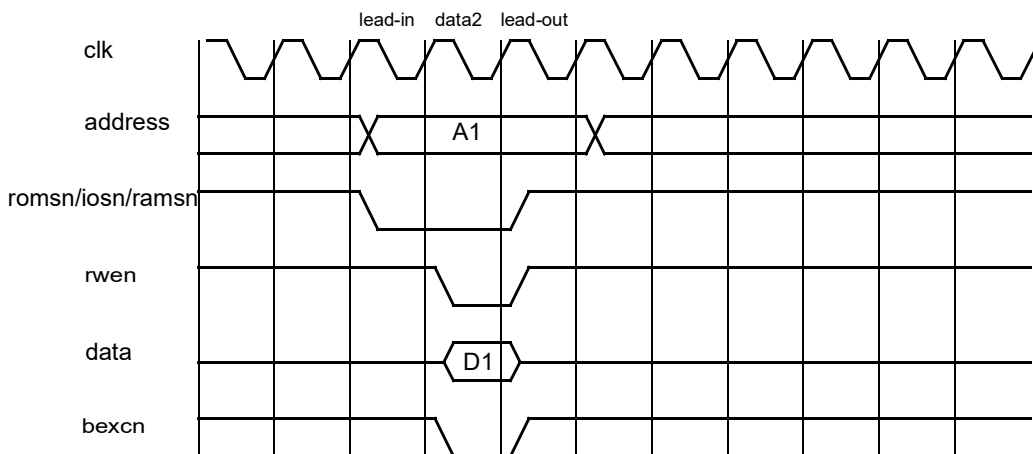 lead-in data2 lead-out
clk
address A1
romsn/iosn/ramsn
rwen
data D1
bexcn